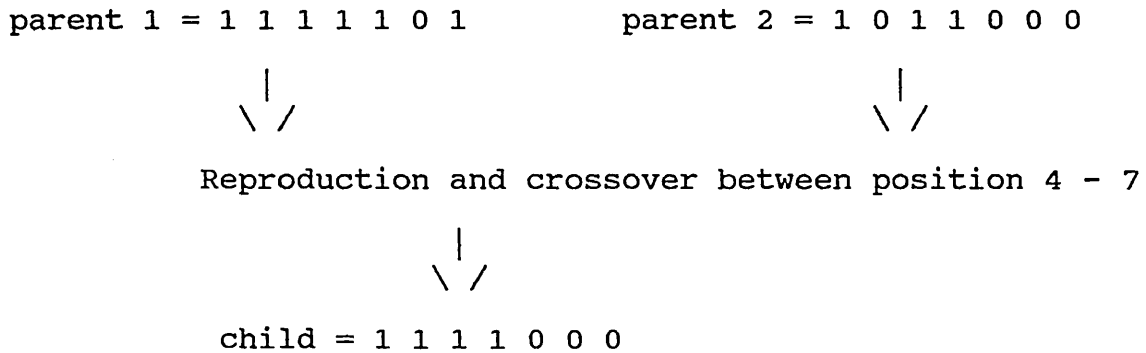 parent 1 = 1 1 1 1 1 0 1 parent 2 = 1 0 1 1 0 0 0
Reproduction and crossover between position 4 - 7
child = 1 1 1 1 0 0 0